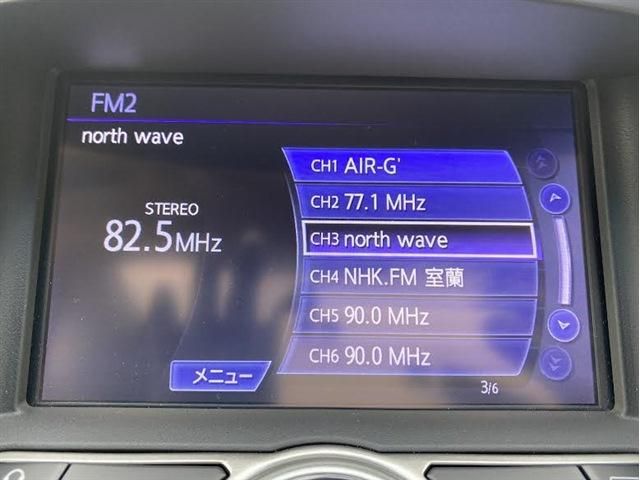 FM2
north wave
STEREO
82.5MHz
CH1 AIR-G'
CH2 77.1 MHz
CH3 north wave
CH4 NHK.FM 室蘭
CH5 90.0 MHz
CH6 90.0 MHz
メニュー
3/6